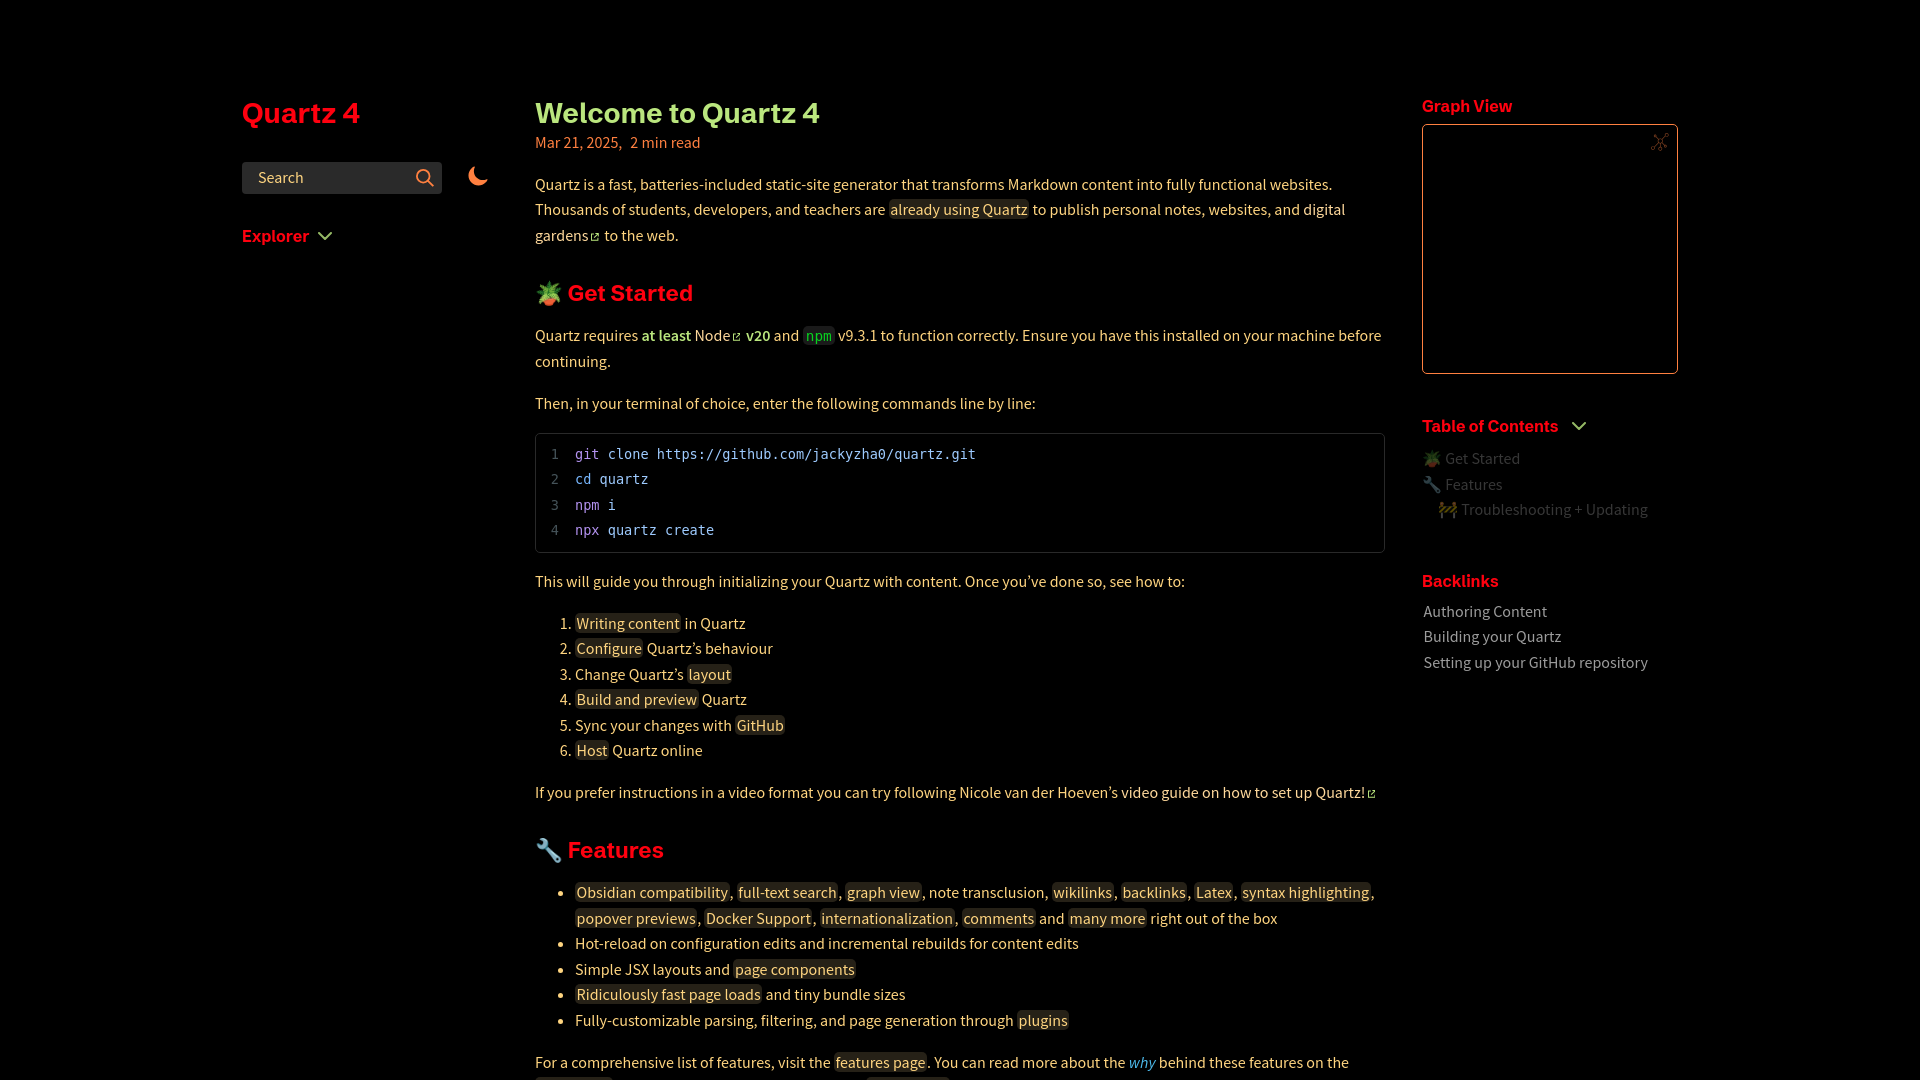 Quartz 4
Search
Explorer
Welcome to Quartz 4
Mar 21, 2025, 2 min read
Quartz is a fast, batteries-included static-site generator that transforms Markdown content into fully functional websites.
Thousands of students, developers, and teachers are already using Quartz to publish personal notes, websites, and digital
gardens to the web.
🪴 Get Started
Quartz requires at least Node v20 and npm v9.3.1 to function correctly. Ensure you have this installed on your machine before
continuing.
Then, in your terminal of choice, enter the following commands line by line:
1 git clone https://github.com/jackyzha0/quartz.git
2 cd quartz
3 npm i
4 npx quartz create
This will guide you through initializing your Quartz with content. Once you’ve done so, see how to:
1. Writing content in Quartz
2. Configure Quartz’s behaviour
3. Change Quartz’s layout
4. Build and preview Quartz
5. Sync your changes with GitHub
6. Host Quartz online
If you prefer instructions in a video format you can try following Nicole van der Hoeven’s video guide on how to set up Quartz!
🔧 Features
• Obsidian compatibility, full-text search, graph view, note transclusion, wikilinks, backlinks, Latex, syntax highlighting,
popover previews, Docker Support, internationalization, comments and many more right out of the box
• Hot-reload on configuration edits and incremental rebuilds for content edits
• Simple JSX layouts and page components
• Ridiculously fast page loads and tiny bundle sizes
• Fully-customizable parsing, filtering, and page generation through plugins
For a comprehensive list of features, visit the features page. You can read more about the why behind these features on the
Graph View
Table of Contents
🪴 Get Started
🔧 Features
🚧 Troubleshooting + Updating
Backlinks
Authoring Content
Building your Quartz
Setting up your GitHub repository